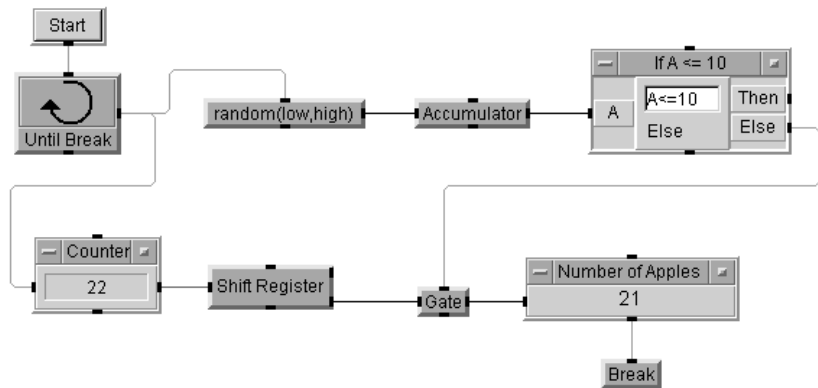 Start
Until Break
random(low,high)
Accumulator
If A <= 10
A
A<=10
Else
Then
Else
Counter
22
Shift Register
Gate
Number of Apples
21
Break